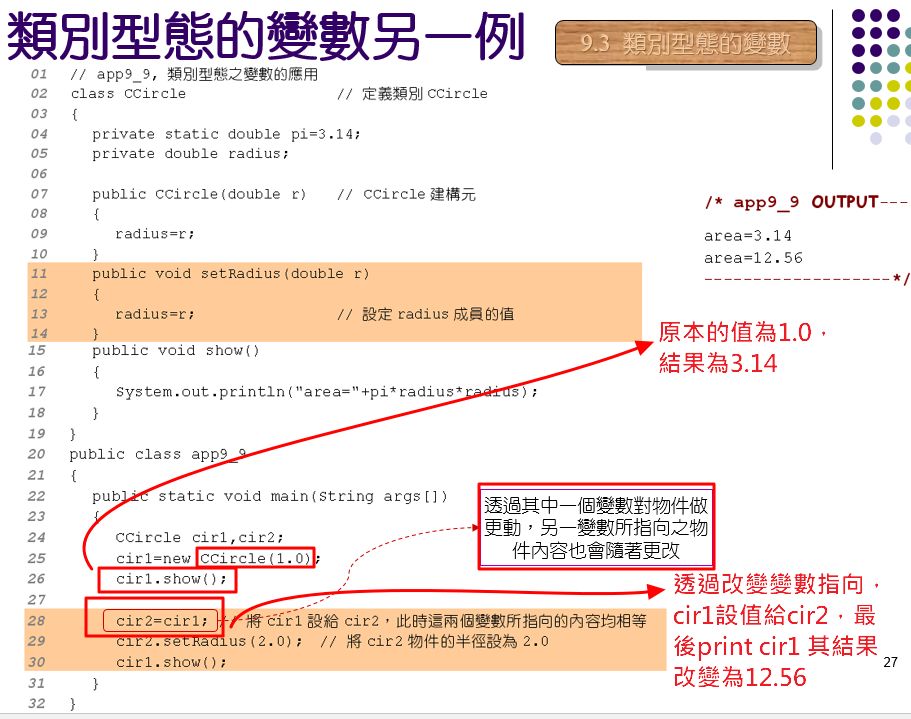 類別型態的變數另一例
9.3 類別型態的變數
01 // app9_9, 類別型態之變數的應用
02 class CCircle // 定義類別 CCircle
03 {
04 private static double pi=3.14;
05 private double radius;
06
07 public CCircle(double r) // CCircle 建構元
08 {
09 radius=r;
10 }
11 public void setRadius(double r)
12 {
13 radius=r; // 設定 radius 成員的值
14 }
15 public void show()
16 {
17 System.out.println("area="+pi*radius*radius);
18 }
19 }
20 public class app9_9
21 {
22 public static void main(String args[])
23 {
24 CCircle cir1,cir2;
25 cir1=new CCircle(1.0);
26 cir1.show();
27
28 cir2=cir1; // 將 cir1 設給 cir2，此時這兩個變數所指向的內容均相等
29 cir2.setRadius(2.0); // 將 cir2 物件的半徑設為 2.0
30 cir1.show();
31 }
32 }
/* app9_9 OUTPUT---
area=3.14
area=12.56
-------------------*/
原本的值為1.0，
結果為3.14
透過其中一個變數對物件做
更動，另一變數所指向之物
件內容也會隨著更改
透過改變變數指向，
cir1設值給cir2，最
後print cir1 其結果
改變為12.56
27